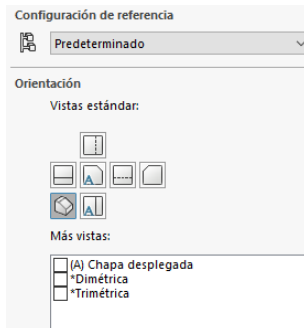 Configuración de referencia
Predeterminado
Orientación
Vistas estándar:
A
A
Más vistas:
(A) Chapa desplegada
*Dimétrica
*Trimétrica